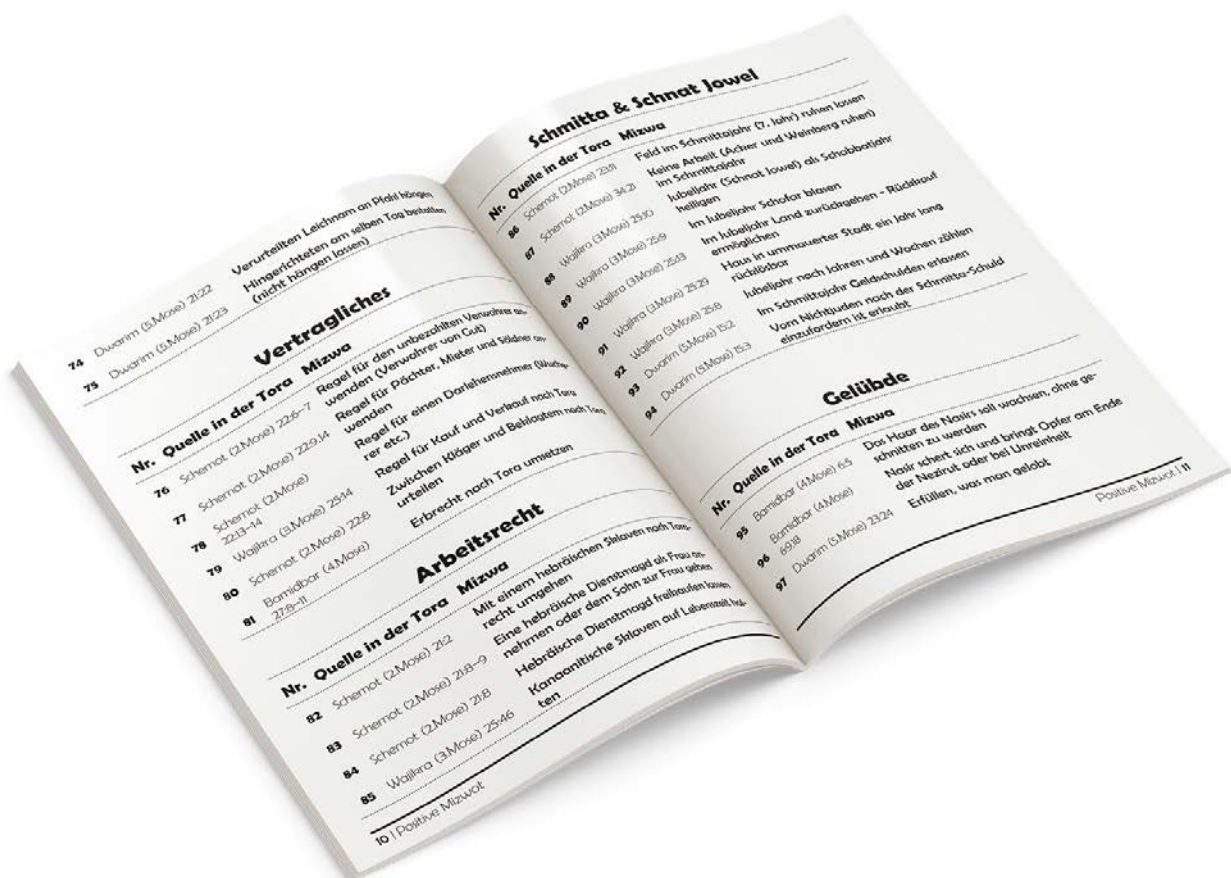 74 Dwarim (5.Mose) 21:22 Verurteilten Leichnam an Pfahl hängen
75 Dwarim (5.Mose) 21:23 Hingerichteten am selben Tag bestatten
(nicht hängen lassen)
Vertragliches
Nr. Quelle in der Tora Mizwa
76 Schemot (2.Mose) 22:6–7 Regel für den unbezahlten Verwahrer an-
wenden (Verwahrer von Gut)
77 Schemot (2.Mose) 22:9.14 Regel für Pächter, Mieter und Söldner an-
wenden
78 Schemot (2.Mose) Regel für einen Darlehensnehmer (Wuche-
22:13–14 rer etc.)
79 Wajikra (3.Mose) 25:14 Regel für Kauf und Verkauf nach Tora
80 Schemot (2.Mose) 22:8 Zwischen Kläger und Beklagtem nach Tora
urteilen
81 Bamidbar (4.Mose) Erbrecht nach Tora umsetzen
27:8–11
Arbeitsrecht
Nr. Quelle in der Tora Mizwa
82 Schemot (2.Mose) 21:2 Mit einem hebräischen Sklaven nach Tora-
recht umgehen
83 Schemot (2.Mose) 21:8–9 Eine hebräische Dienstmagd als Frau an-
nehmen oder dem Sohn zur Frau geben
84 Schemot (2.Mose) 21:8 Hebräische Dienstmagd freikaufen lassen
85 Wajikra (3.Mose) 25:46 Kanaanitische Sklaven auf Lebenszeit hal-
ten
10 | Positive Mizwot
Schmitta & Schnat Jowel
Nr. Quelle in der Tora Mizwa
86 Schemot (2.Mose) 23:11 Feld im Schmittajahr (7. Jahr) ruhen lassen
87 Schemot (2.Mose) 34:21 Keine Arbeit (Acker und Weinberg ruhen)
im Schmittajahr
88 Wajikra (3.Mose) 25:10 Jubeljahr (Schnat Jowel) als Schabbatjahr
heiligen
89 Wajikra (3.Mose) 25:9 Im Jubeljahr Schofar blasen
90 Wajikra (3.Mose) 25:13 Im Jubeljahr Land zurückgeben - Rückkauf
ermöglichen
91 Wajikra (3.Mose) 25:29 Haus in ummauerter Stadt ein Jahr lang
rücklösbar
92 Wajikra (3.Mose) 25:8 Jubeljahr nach Jahren und Wochen zählen
93 Dwarim (5.Mose) 15:2 Im Schmittajahr Geldschulden erlassen
94 Dwarim (5.Mose) 15:3 Vom Nichtjuden nach der Schmitta-Schuld
einzufordern ist erlaubt
Gelübde
Nr. Quelle in der Tora Mizwa
95 Bamidbar (4.Mose) 6:5 Das Haar des Nasirs soll wachsen, ohne ge-
schnitten zu werden
96 Bamidbar (4.Mose) Nasir schert sich und bringt Opfer am Ende
6:9.18 der Nezirut oder bei Unreinheit
97 Dwarim (5.Mose) 23:24 Erfüllen, was man gelobt
Positive Mizwot | 11